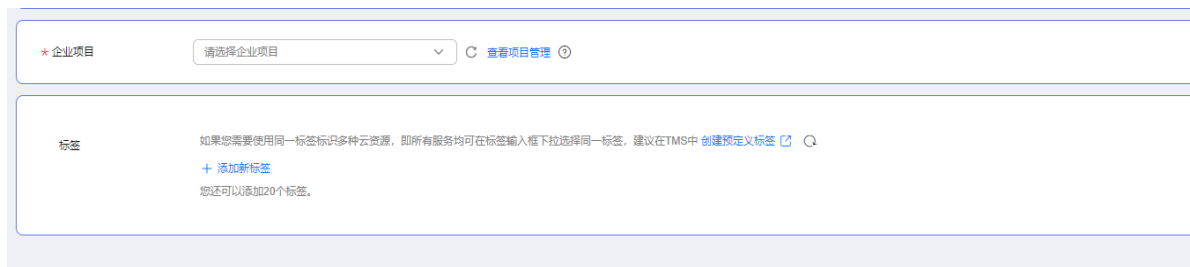 * 企业项目 请选择企业项目 查看项目管理 ?
标签 如果您需要使用同一标签标识多种云资源，即所有服务均可在标签输入框下拉选择同一标签，建议在TMS中 创建预定义标签
+ 添加新标签
您还可以添加20个标签。